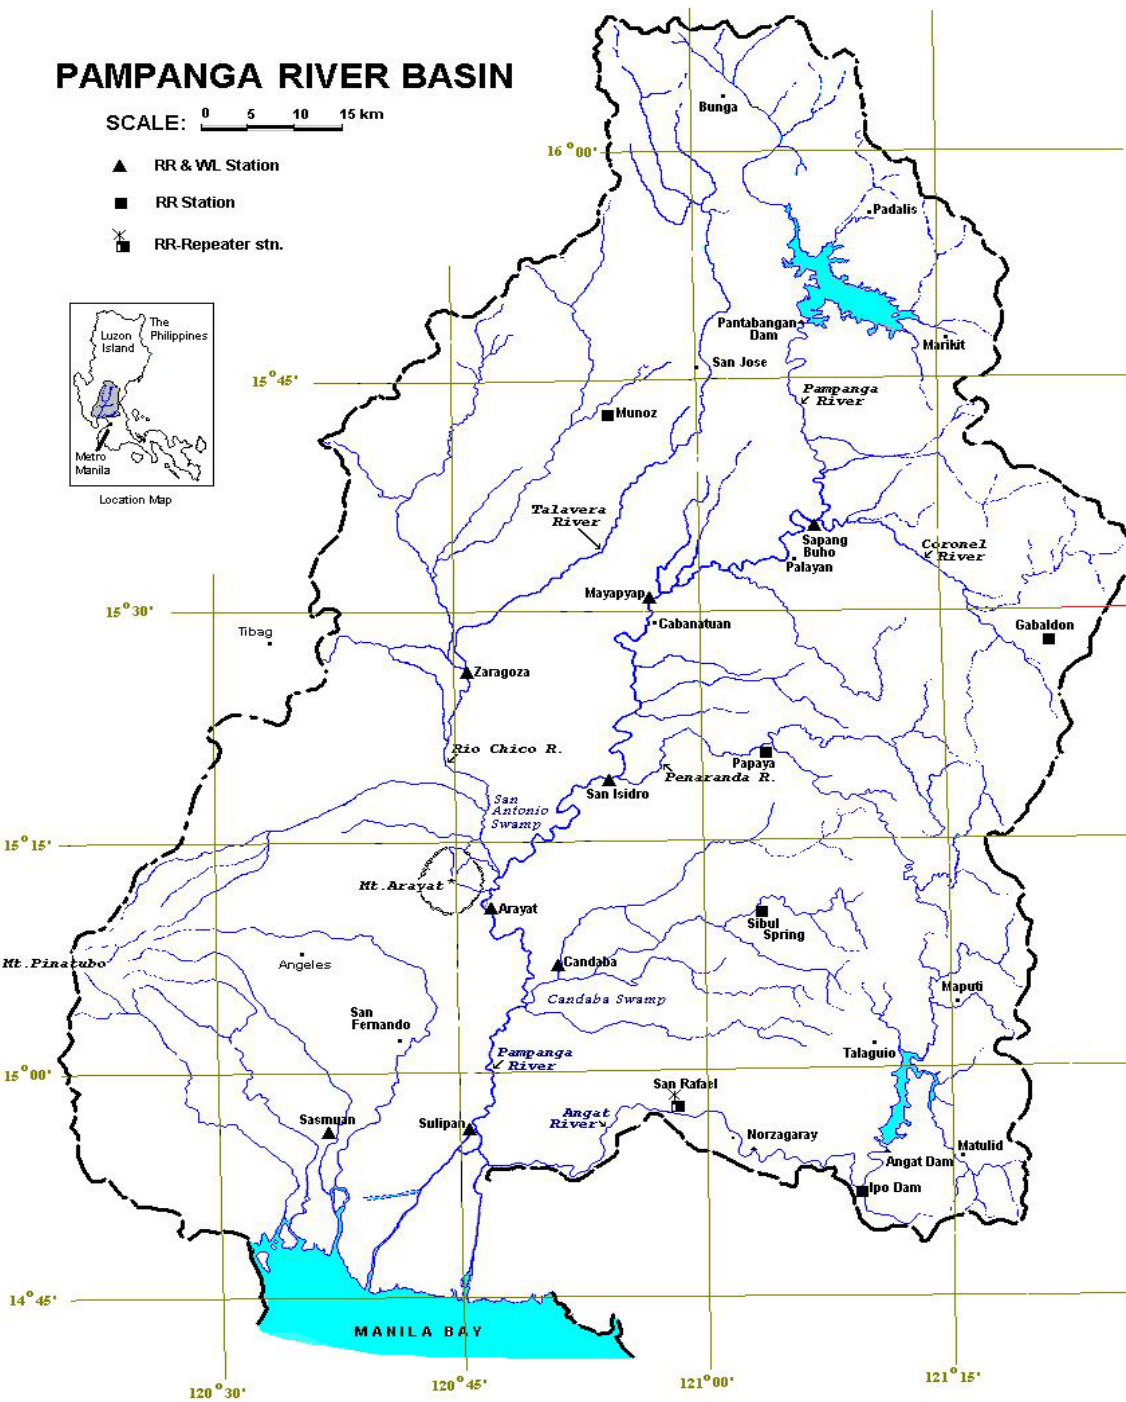 PAMPANGA RIVER BASIN
SCALE: 0 5 10 15 km
RR & WL Station
RR Station
RR-Repeater stn.
The
Philippines
Luzon
Island
Metro
Manila
Location Map
Bunga
16°00'
Padalis
Pantabangan
Dam
Marikit
San Jose
15°45'
Pampanga
River
Munoz
Talavera
River
Sapang
Buho
Palayan
Coronel
River
Mayapyap
15°30'
Cabanatuan
Gabaldon
Tibag
Zaragoza
Rio Chico R.
Papaya
Penaranda R.
San Isidro
San
Antonio
Swamp
15°15'
Mt.Arayat
Arayat
Sibul
Spring
Candaba
Mt.Pinatubo
Angeles
Candaba Swamp
Maputi
San
Fernando
Talaguio
Pampanga
River
15°00'
San Rafael
Angat
River
Sasmuan
Sulipan
Norzagaray
Matulid
Angat Dam
Ipo Dam
14°45'
MANILA BAY
120°30'
120°45'
121°00'
121°15'